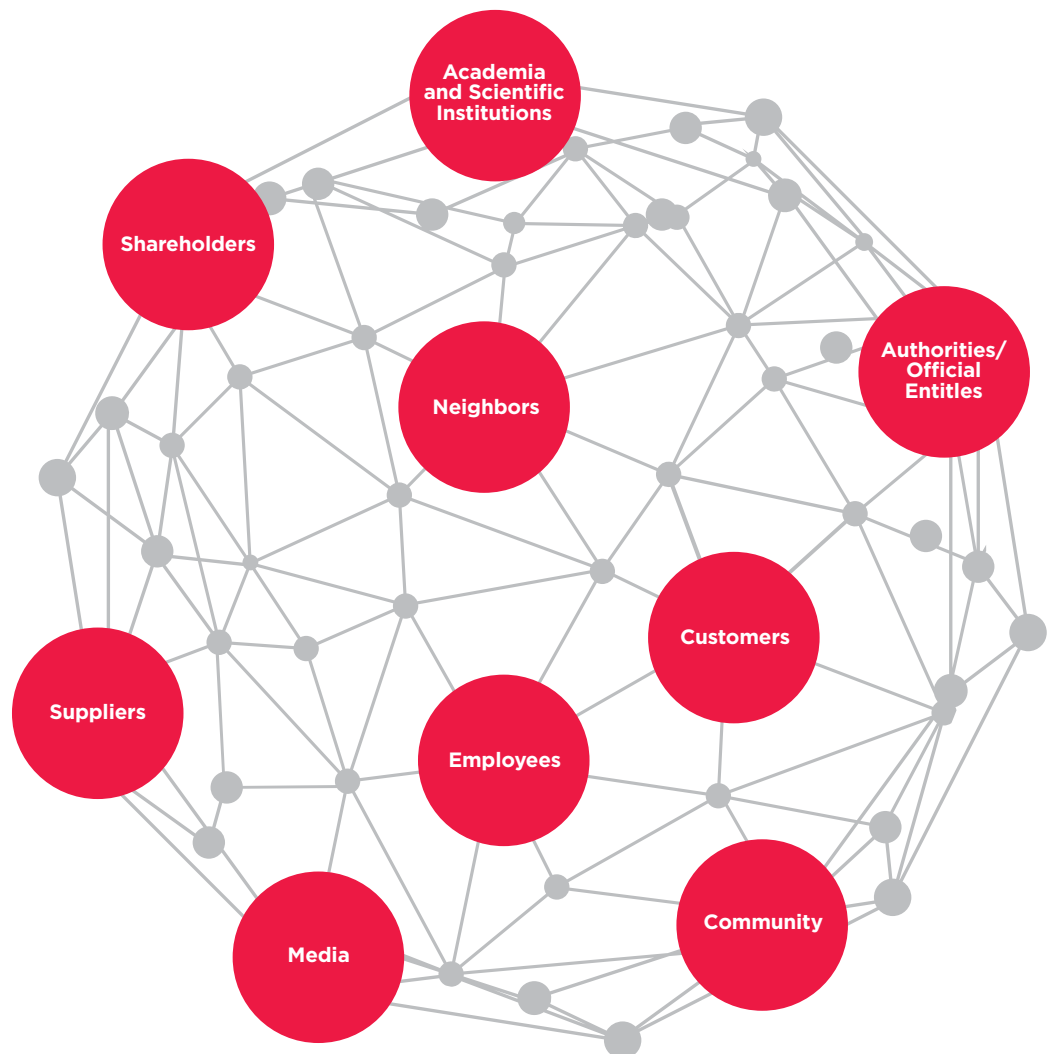 Academia
and Scientific
Institutions
Shareholders
Authorities/
Official
Entitles
Neighbors
Customers
Suppliers
Employees
Community
Media